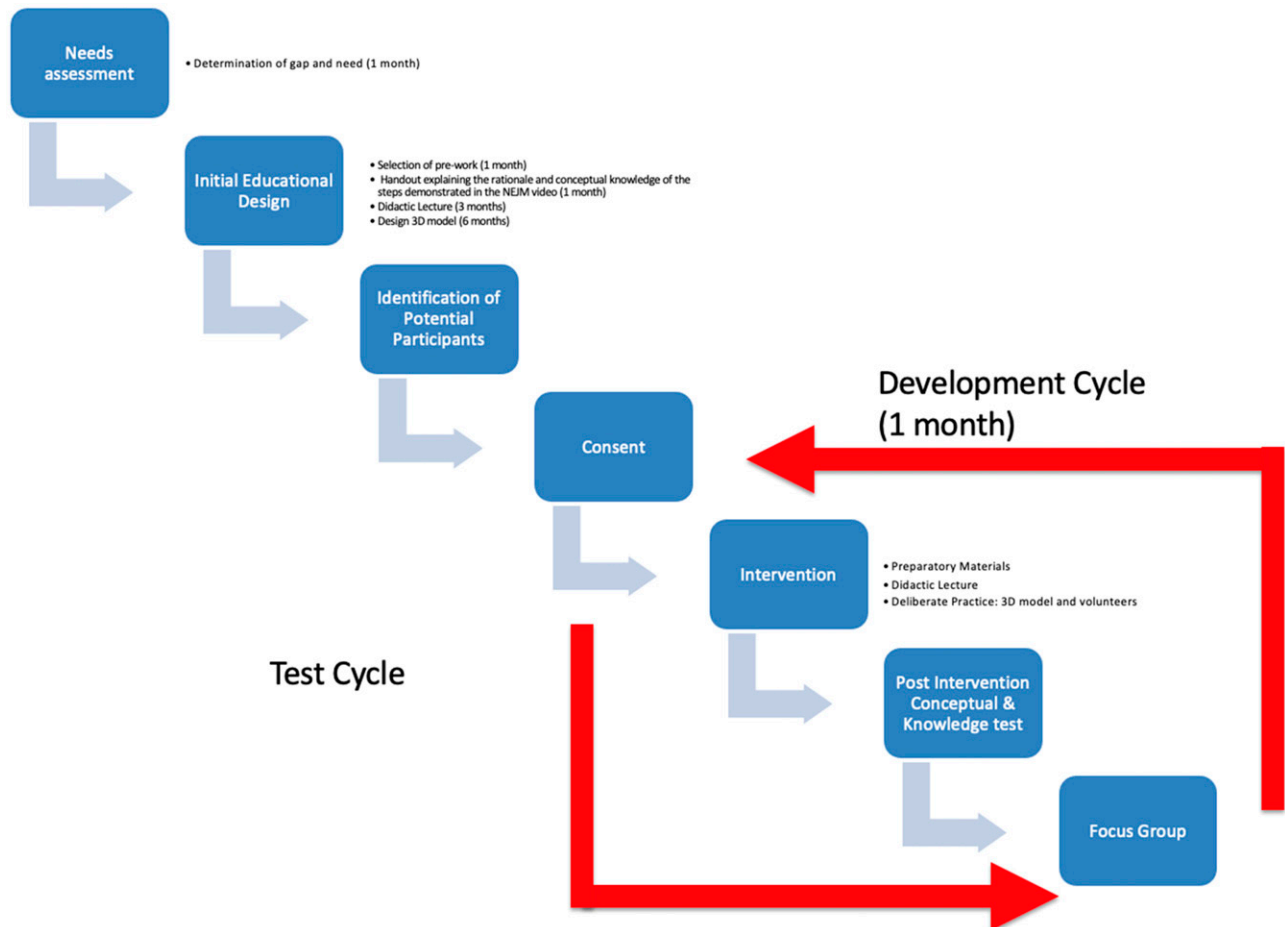 Needs
assessment
• Determination of gap and need (1 month)
Initial Educational
Design
• Selection of pre-work (1 month)
• Handout explaining the rationale and conceptual knowledge of the
steps demonstrated in the NEJM video (1 month)
• Didactic Lecture (3 months)
• Design 3D model (6 months)
Identification of
Potential
Participants
Development Cycle
(1 month)
Consent
Intervention
• Preparatory Materials
• Didactic Lecture
• Deliberate Practice: 3D model and volunteers
Test Cycle
Post Intervention
Conceptual &
Knowledge test
Focus Group